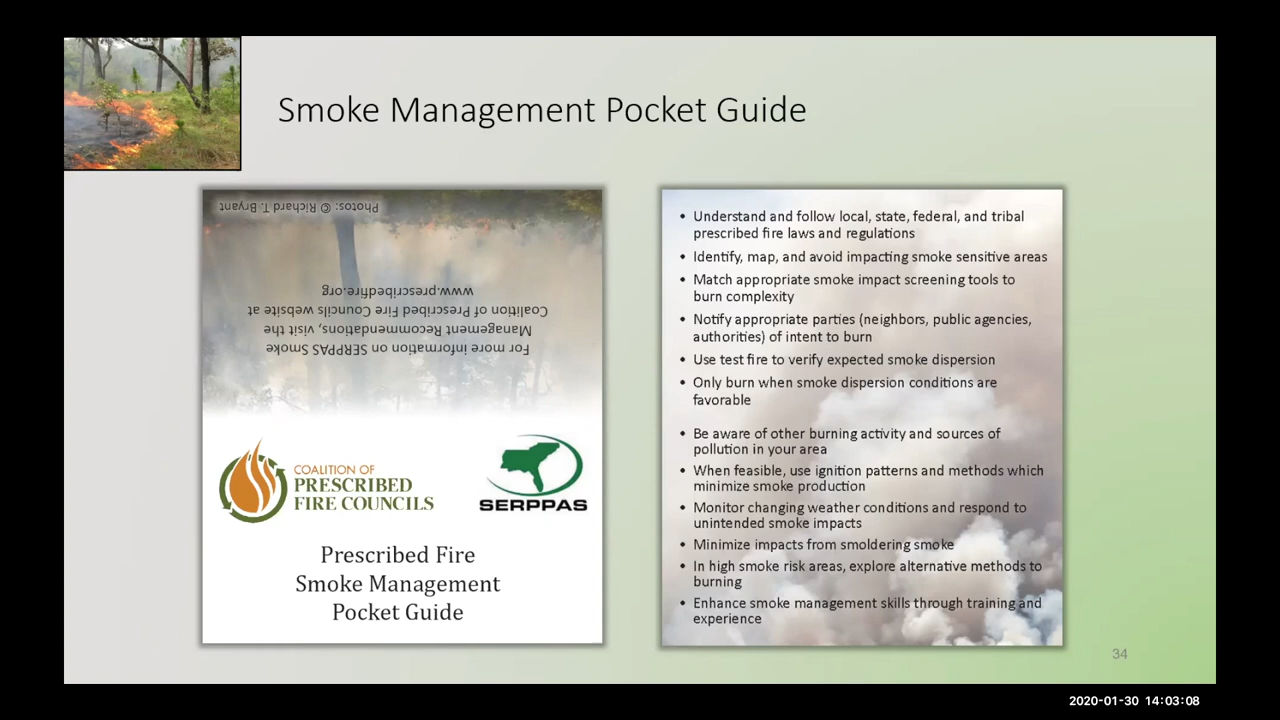 Smoke Management Pocket Guide
Photos: © Richard T. Bryant
For more information on SERPPAS Smoke
Management Recommendations, visit the
Coalition of Prescribed Fire Councils website at
www.prescribedfire.org
COALITION OF
PRESCRIBED
FIRE COUNCILS
SERPPAS
Prescribed Fire
Smoke Management
Pocket Guide
• Understand and follow local, state, federal, and tribal
prescribed fire laws and regulations
• Identify, map, and avoid impacting smoke sensitive areas
• Match appropriate smoke impact screening tools to
burn complexity
• Notify appropriate parties (neighbors, public agencies,
authorities) of intent to burn
• Use test fire to verify expected smoke dispersion
• Only burn when smoke dispersion conditions are
favorable
• Be aware of other burning activity and sources of
pollution in your area
• When feasible, use ignition patterns and methods which
minimize smoke production
• Monitor changing weather conditions and respond to
unintended smoke impacts
• Minimize impacts from smoldering smoke
• In high smoke risk areas, explore alternative methods to
burning
• Enhance smoke management skills through training and
experience
34
2020-01-30 14:03:08